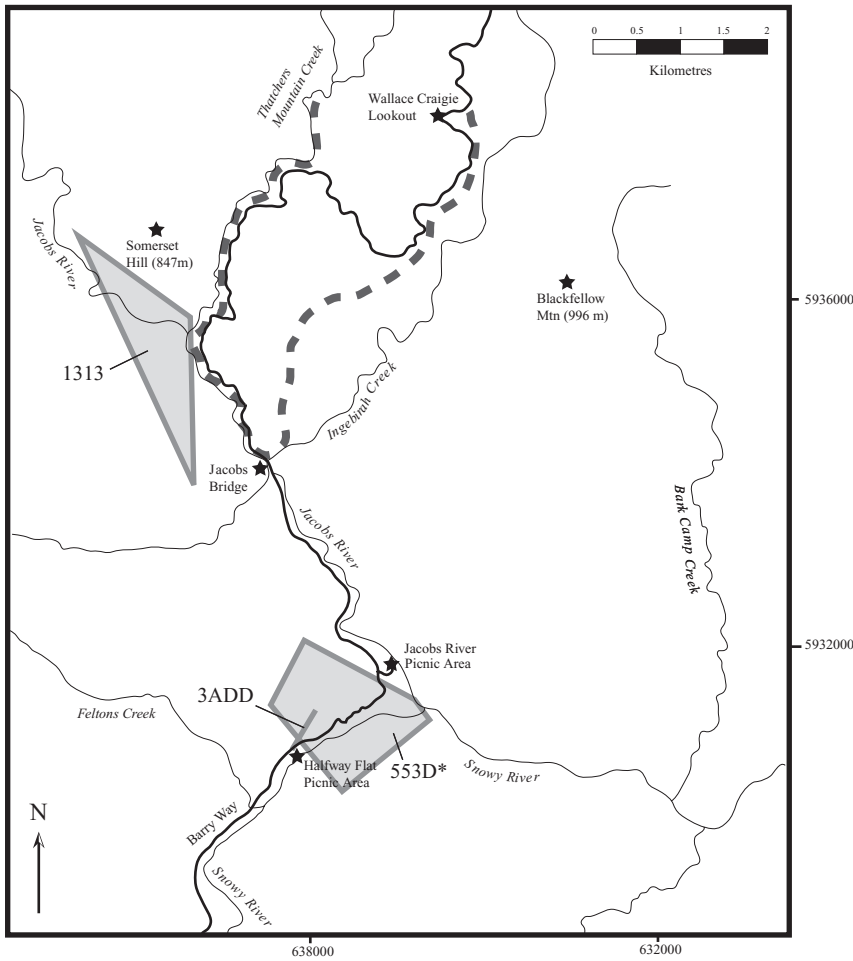 0 0.5 1 1.5 2
Kilometres
Thatchers
Mountain Creek
Wallace Craigie
Lookout
Jacobs River
Somerset
Hill (847m)
Blackfellow
Mtn (996 m)
5936000
1313
Ingebirah Creek
Jacobs
Bridge
Jacobs River
Bark Camp Creek
Jacobs River
Picnic Area
5932000
3ADD
Feltons Creek
553D*
Halfway Flat
Picnic Area
Snowy River
N
Barry Way
Snowy River
638000
632000